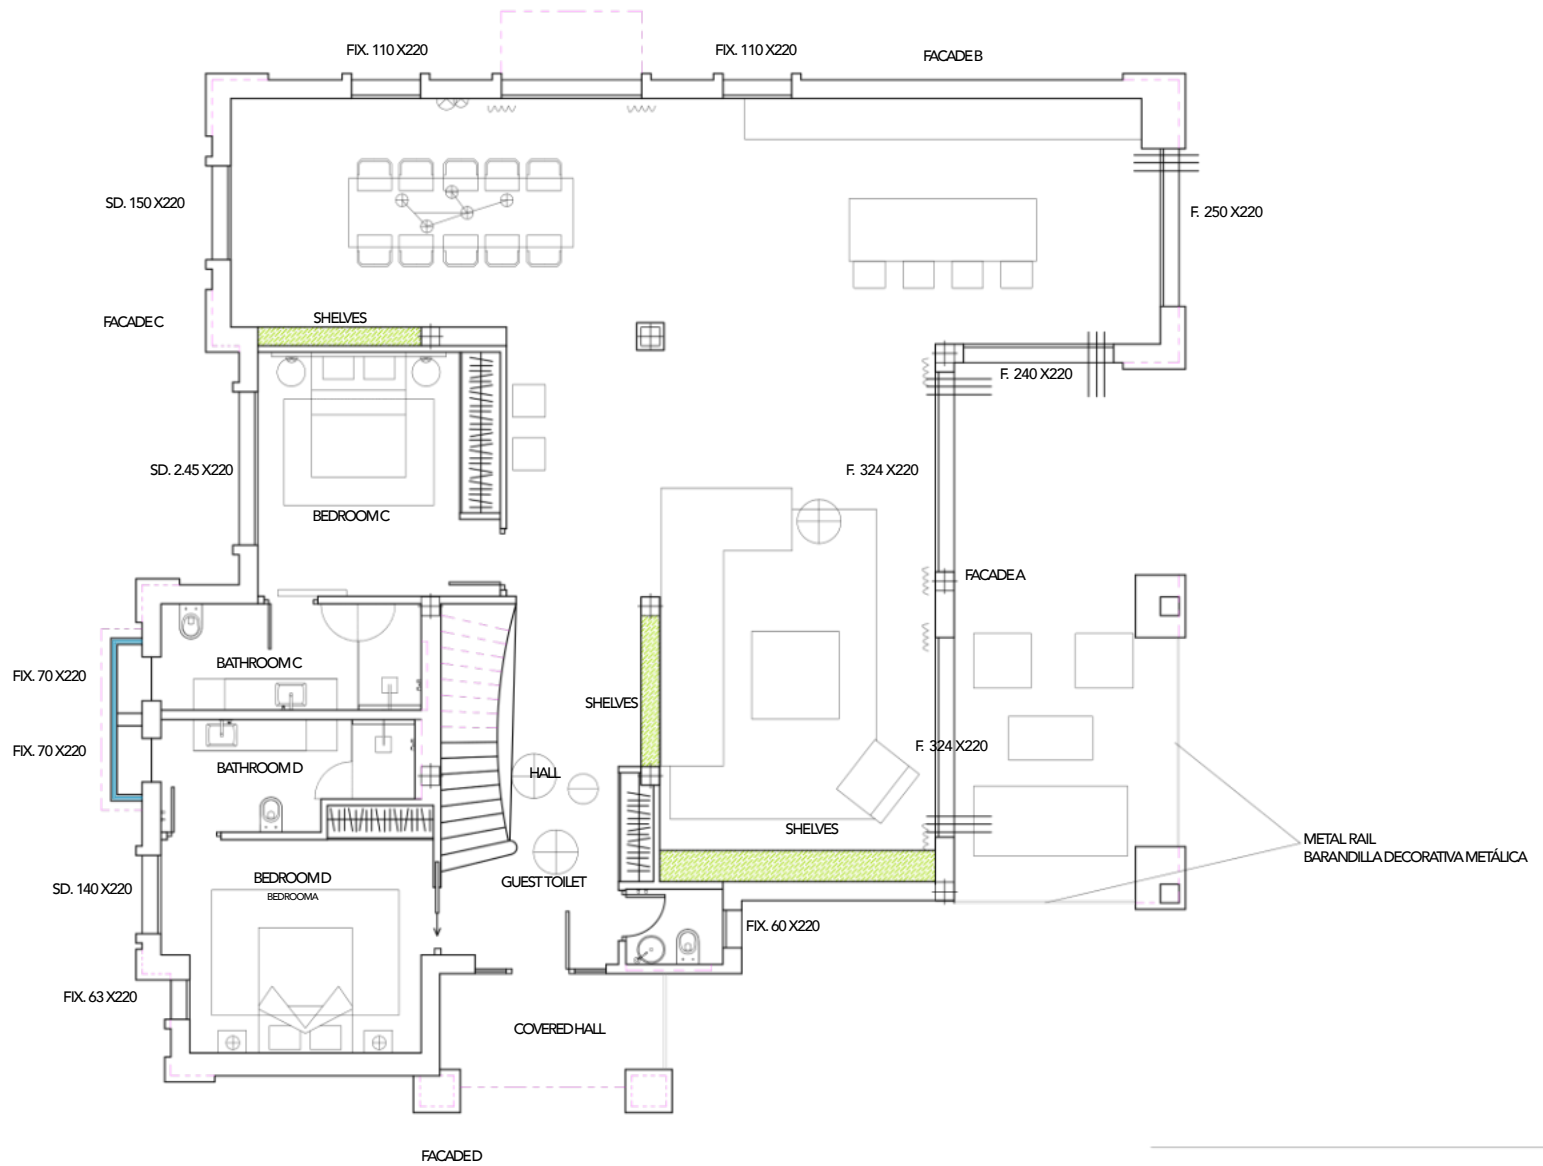 FIX. 110 X220
FIX. 110 X220
FACADE B
SD. 150 X220
F. 250 X220
SHELVES
FACADE C
F. 240 X220
SD. 2.45 X220
F. 324 X220
BEDROOM C
FACADE A
BATHROOM C
FIX. 70 X220
SHELVES
FIX. 70 X220
F. 324 X220
BATHROOM D
HALL
SHELVES
METAL RAIL
BARANDILLA DECORATIVA METÁLICA
BEDROOM D
BEDROOMA
GUEST TOILET
SD. 140 X220
FIX. 60 X220
FIX. 63 X220
COVERED HALL
FACADE D